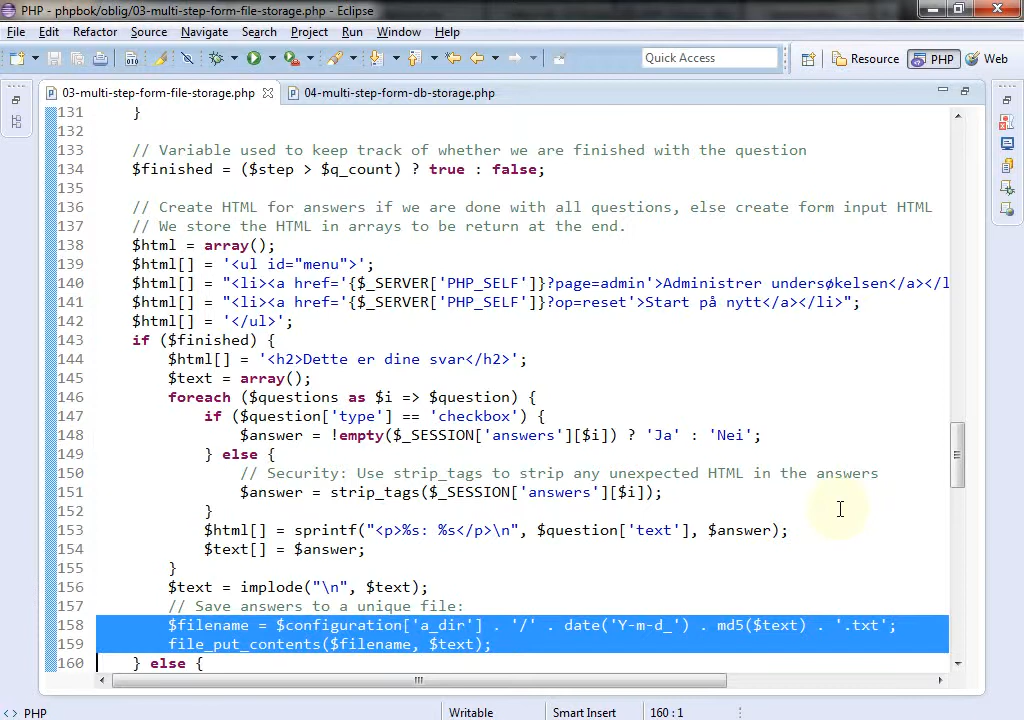 PHP - phpbok/oblig/03-multi-step-form-file-storage.php - Eclipse
File Edit Refactor Source Navigate Search Project Run Window Help
Quick Access Resource PHP Web
03-multi-step-form-file-storage.php 04-multi-step-form-db-storage.php
131 }
132
133 // Variable used to keep track of whether we are finished with the question
134 $finished = ($step > $q_count) ? true : false;
135
136 // Create HTML for answers if we are done with all questions, else create form input HTML
137 // We store the HTML in arrays to be return at the end.
138 $html = array();
139 $html[] = '<ul id="menu">';
140 $html[] = "<li><a href='{$_SERVER['PHP_SELF']}?page=admin'>Administrer undersøkelsen</a></l
141 $html[] = "<li><a href='{$_SERVER['PHP_SELF']}?op=reset'>Start på nytt</a></li>";
142 $html[] = '</ul>';
143 if ($finished) {
144 $html[] = '<h2>Dette er dine svar</h2>';
145 $text = array();
146 foreach ($questions as $i => $question) {
147 if ($question['type'] == 'checkbox') {
148 $answer = !empty($_SESSION['answers'][$i]) ? 'Ja' : 'Nei';
149 } else {
150 // Security: Use strip_tags to strip any unexpected HTML in the answers
151 $answer = strip_tags($_SESSION['answers'][$i]);
152 }
153 $html[] = sprintf("<p>%s: %s</p>\n", $question['text'], $answer);
154 $text[] = $answer;
155 }
156 $text = implode("\n", $text);
157 // Save answers to a unique file:
158 $filename = $configuration['a_dir'] . '/' . date('Y-m-d_') . md5($text) . '.txt';
159 file_put_contents($filename, $text);
160 } else {
PHP Writable Smart Insert 160 : 1